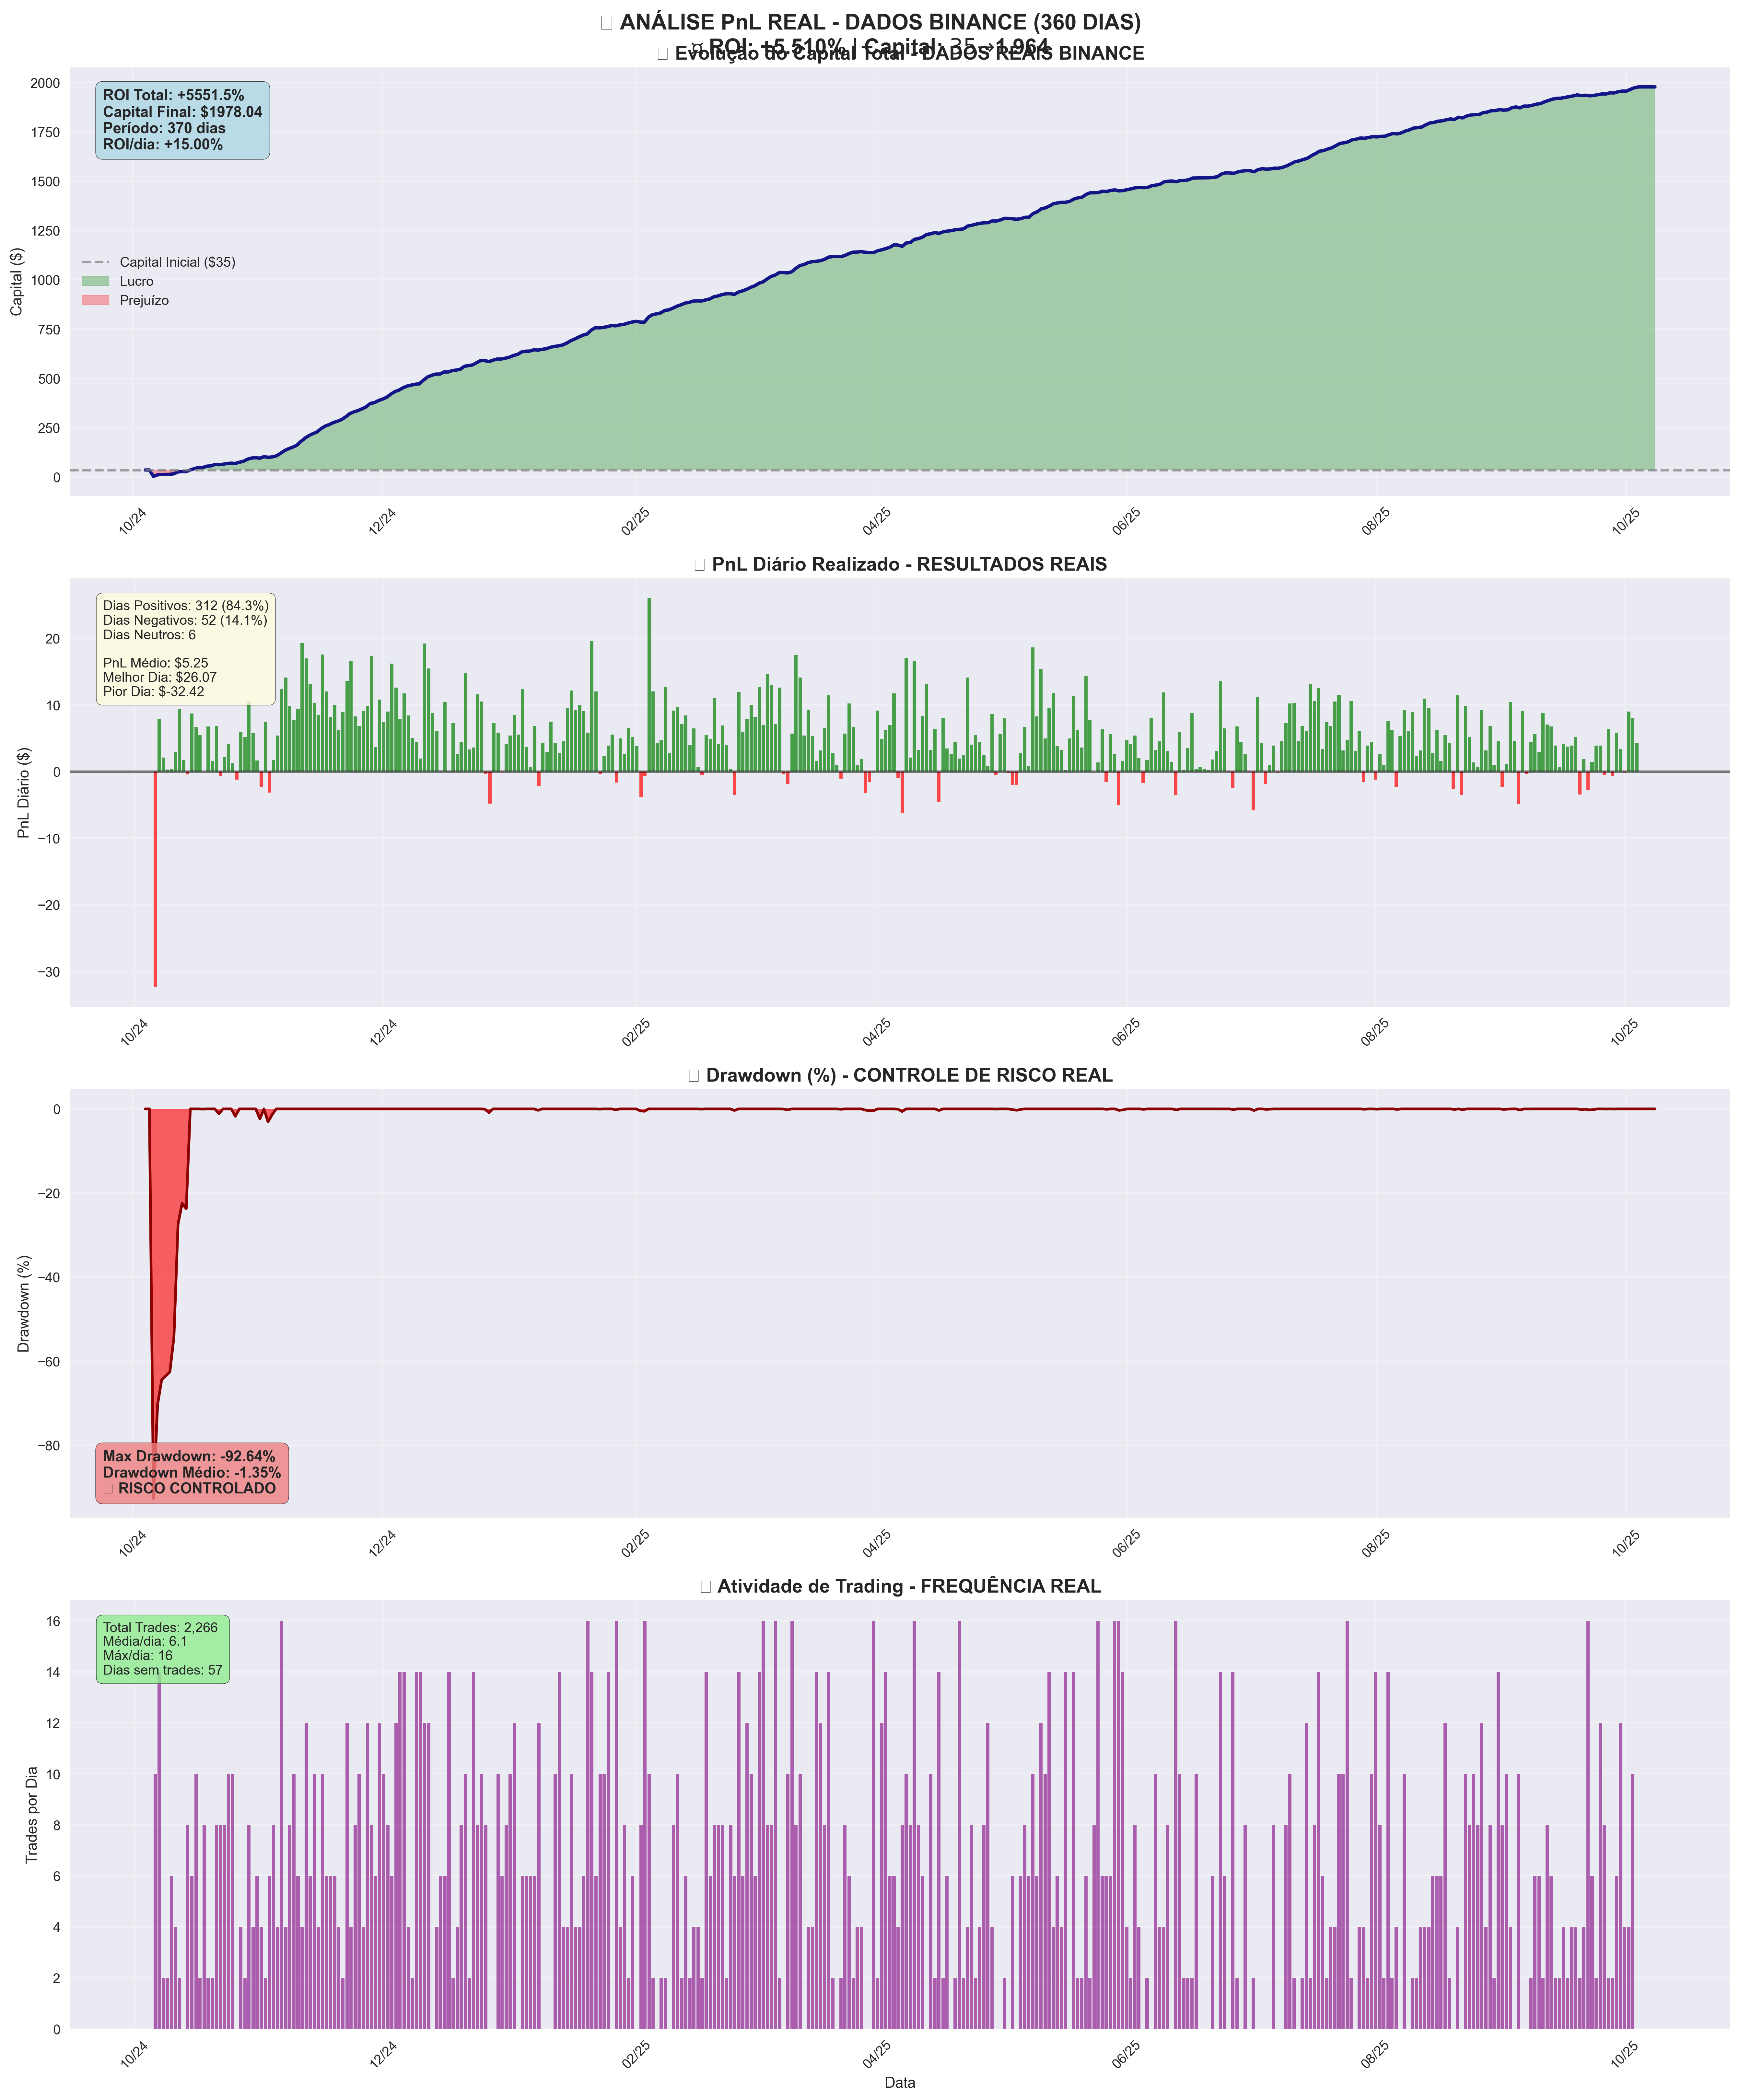 ANÁLISE PnL REAL - DADOS BINANCE (360 DIAS)
¤ ROI: +5.510% | Capital: 35→1.964
Evolução do Capital Total - DADOS REAIS BINANCE
ROI Total: +5551.5%
Capital Final: $1978.04
Período: 370 dias
ROI/dia: +15.00%
Capital Inicial ($35)
Lucro
Prejuízo
Capital ($)
2000
1750
1500
1250
1000
750
500
250
0
10/24 12/24 02/25 04/25 06/25 08/25 10/25
PnL Diário Realizado - RESULTADOS REAIS
Dias Positivos: 312 (84.3%)
Dias Negativos: 52 (14.1%)
Dias Neutros: 6
PnL Médio: $5.25
Melhor Dia: $26.07
Pior Dia: $-32.42
PnL Diário ($)
20
10
0
−10
−20
−30
10/24 12/24 02/25 04/25 06/25 08/25 10/25
Drawdown (%) - CONTROLE DE RISCO REAL
Drawdown (%)
0
−20
−40
−60
−80
Max Drawdown: -92.64%
Drawdown Médio: -1.35%
RISCO CONTROLADO
10/24 12/24 02/25 04/25 06/25 08/25 10/25
Atividade de Trading - FREQUÊNCIA REAL
Total Trades: 2,266
Média/dia: 6.1
Máx/dia: 16
Dias sem trades: 57
Trades por Dia
16
14
12
10
8
6
4
2
0
10/24 12/24 02/25 04/25 06/25 08/25 10/25
Data